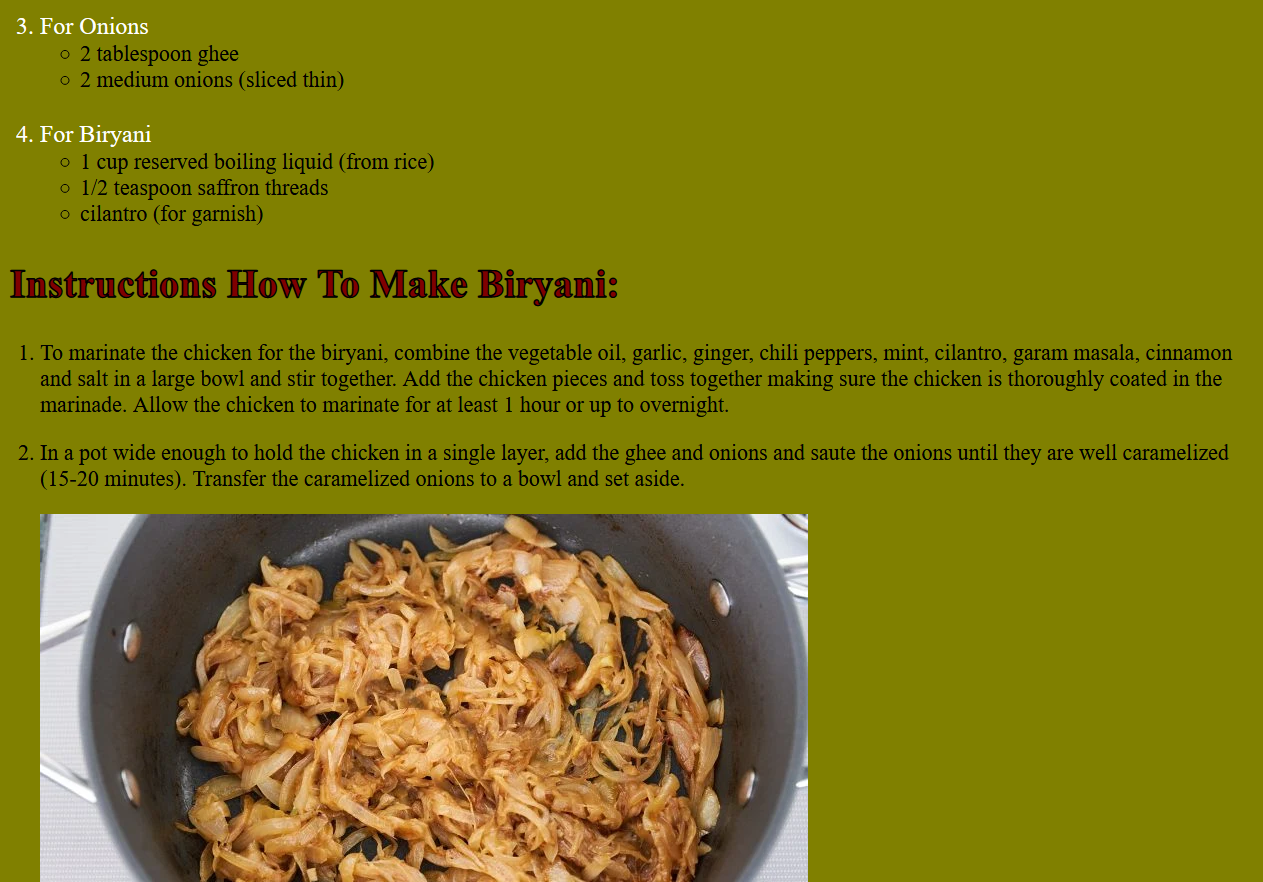 3. For Onions
○ 2 tablespoon ghee
○ 2 medium onions (sliced thin)
4. For Biryani
○ 1 cup reserved boiling liquid (from rice)
○ 1/2 teaspoon saffron threads
○ cilantro (for garnish)
Instructions How To Make Biryani:
1. To marinate the chicken for the biryani, combine the vegetable oil, garlic, ginger, chili peppers, mint, cilantro, garam masala, cinnamon
and salt in a large bowl and stir together. Add the chicken pieces and toss together making sure the chicken is thoroughly coated in the
marinade. Allow the chicken to marinate for at least 1 hour or up to overnight.
2. In a pot wide enough to hold the chicken in a single layer, add the ghee and onions and saute the onions until they are well caramelized
(15-20 minutes). Transfer the caramelized onions to a bowl and set aside.